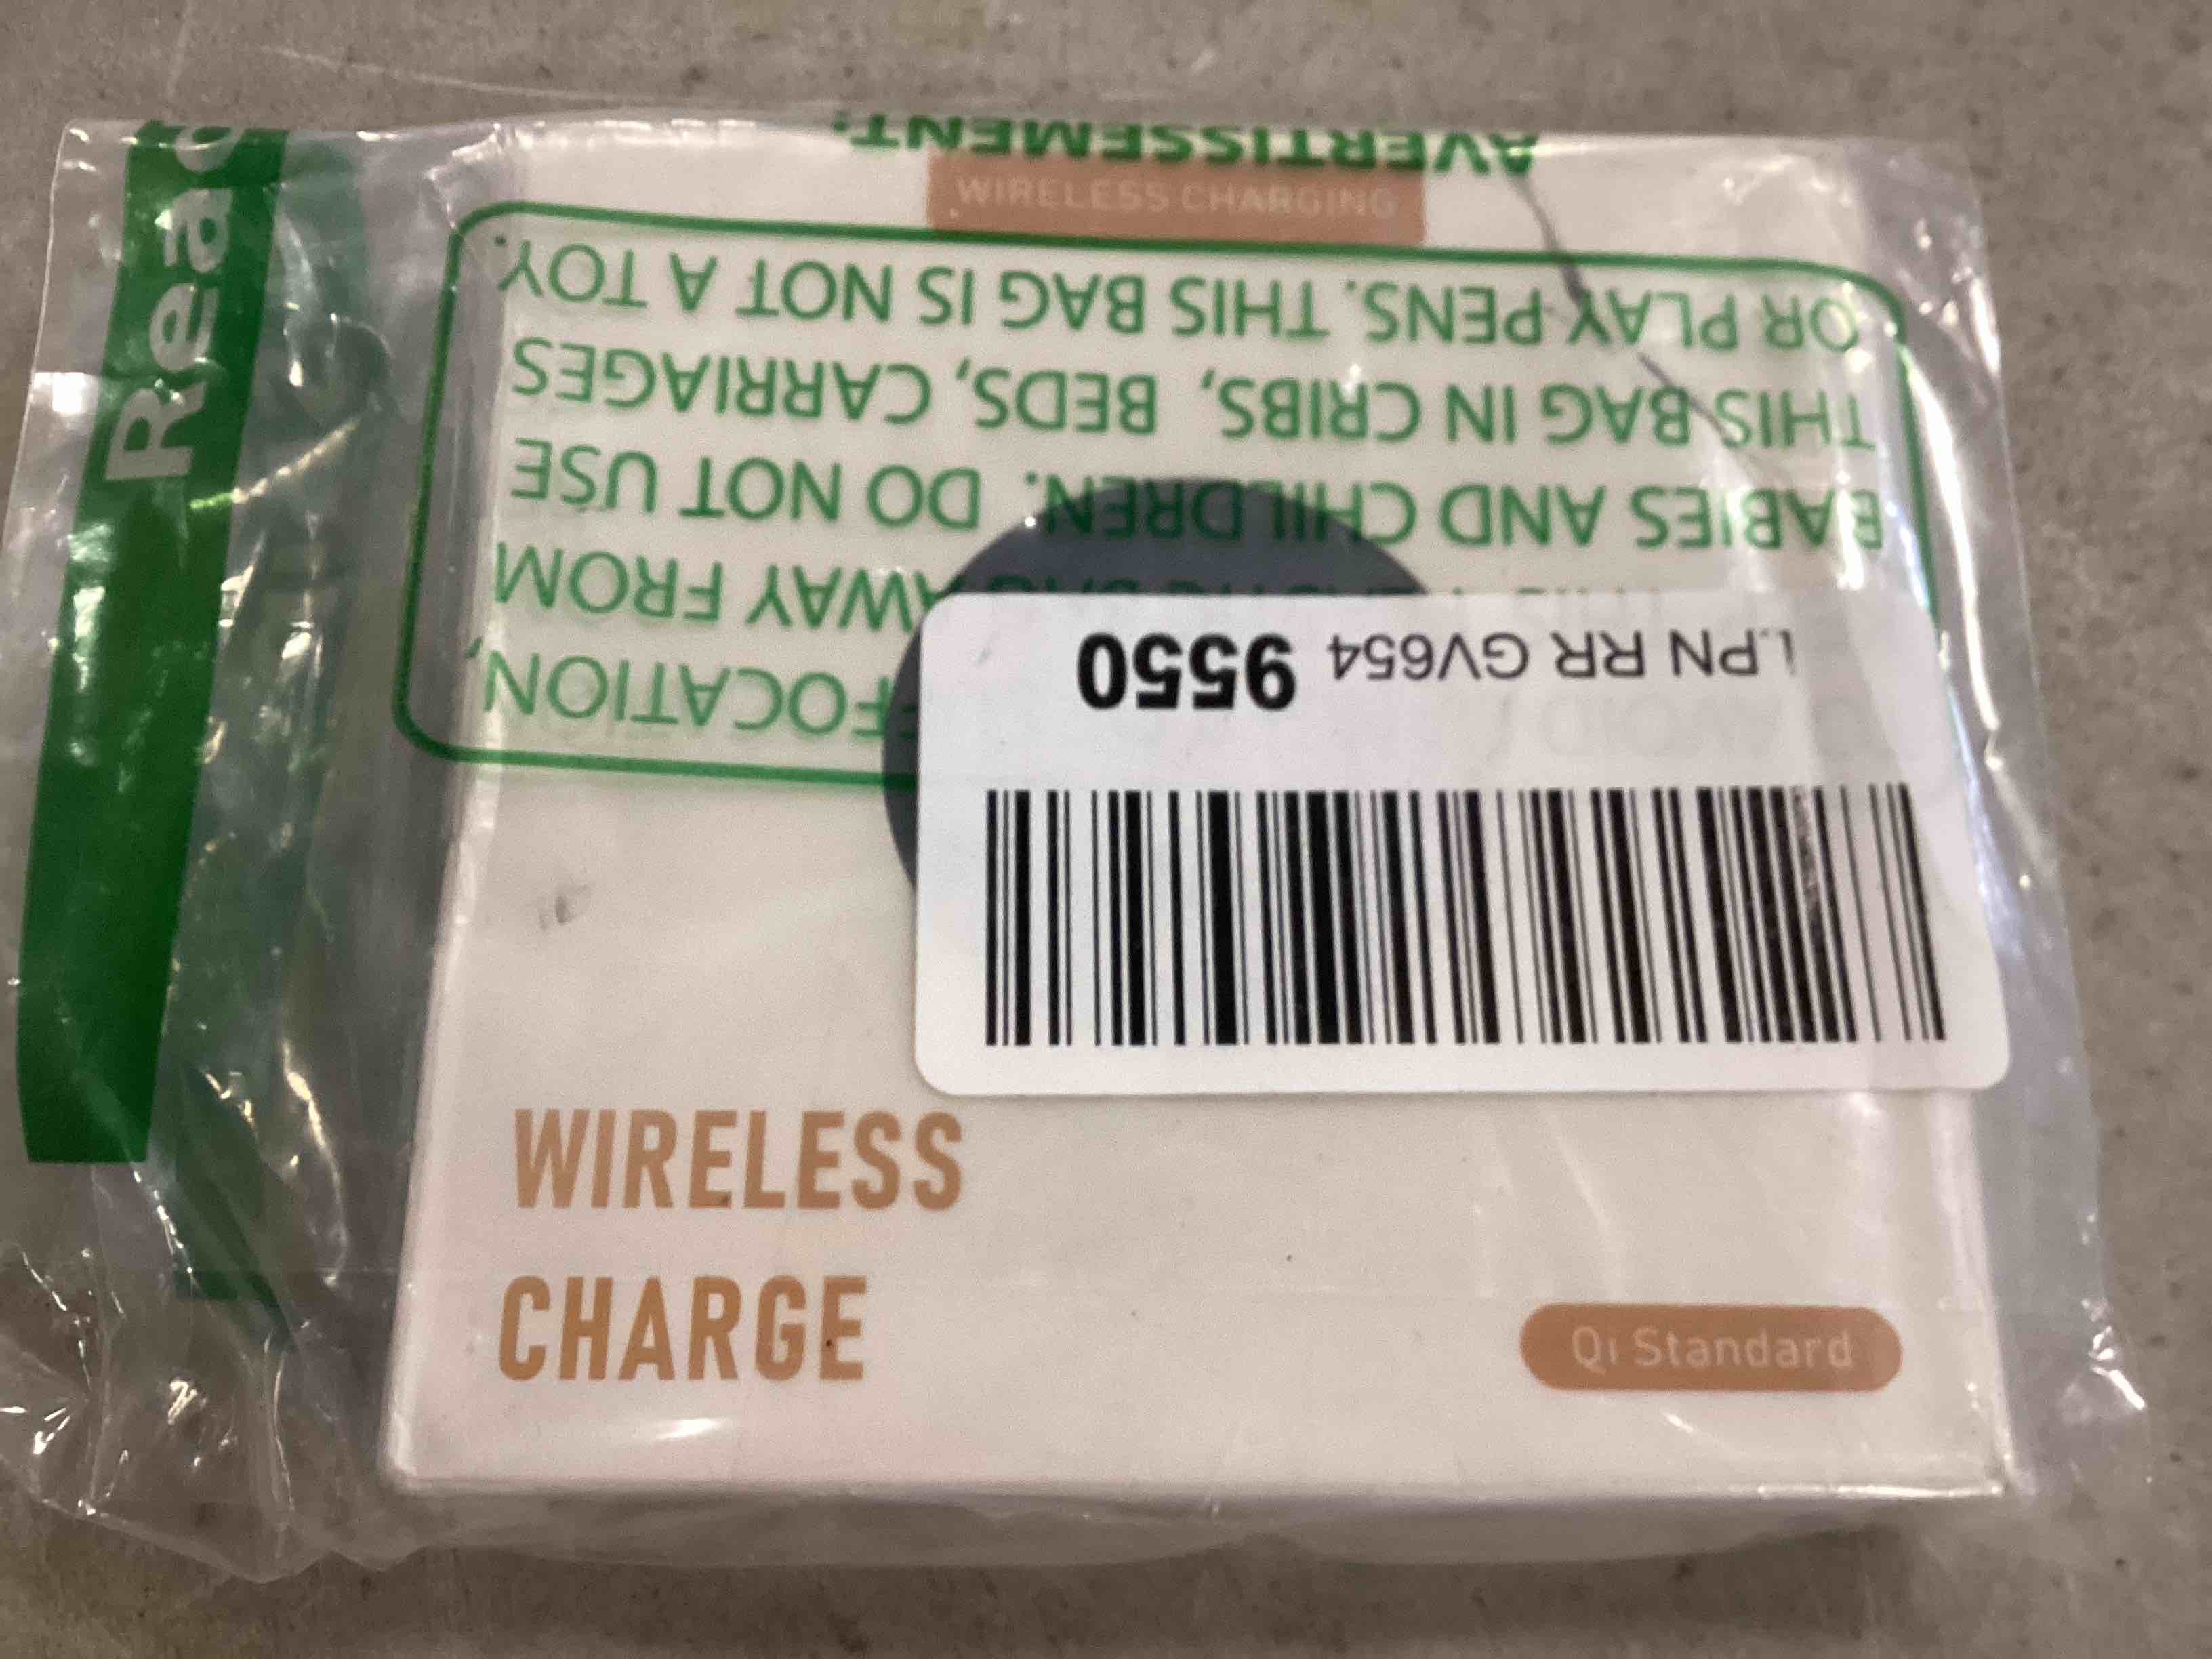 Read
AVERTISSEMENT:
WIRELESS CHARGING
FOCATION,
AWAY FROM
BABIES AND CHILDREN. DO NOT USE
THIS BAG IN CRIBS, BEDS, CARRIAGES
OR PLAY PENS. THIS BAG IS NOT A TOY.
LPN RR GV654 9550
WIRELESS
CHARGE
Qi Standard